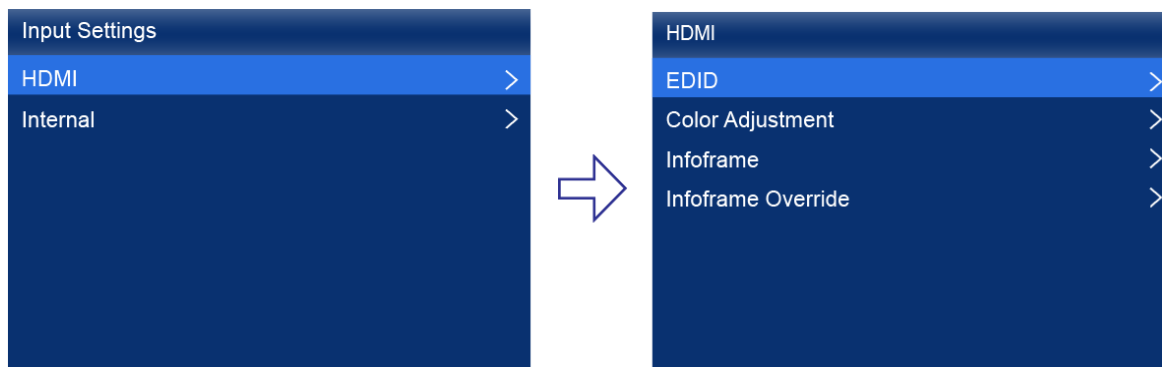 Input Settings
HDMI
Internal
HDMI
EDID
Color Adjustment
Infoframe
Infoframe Override